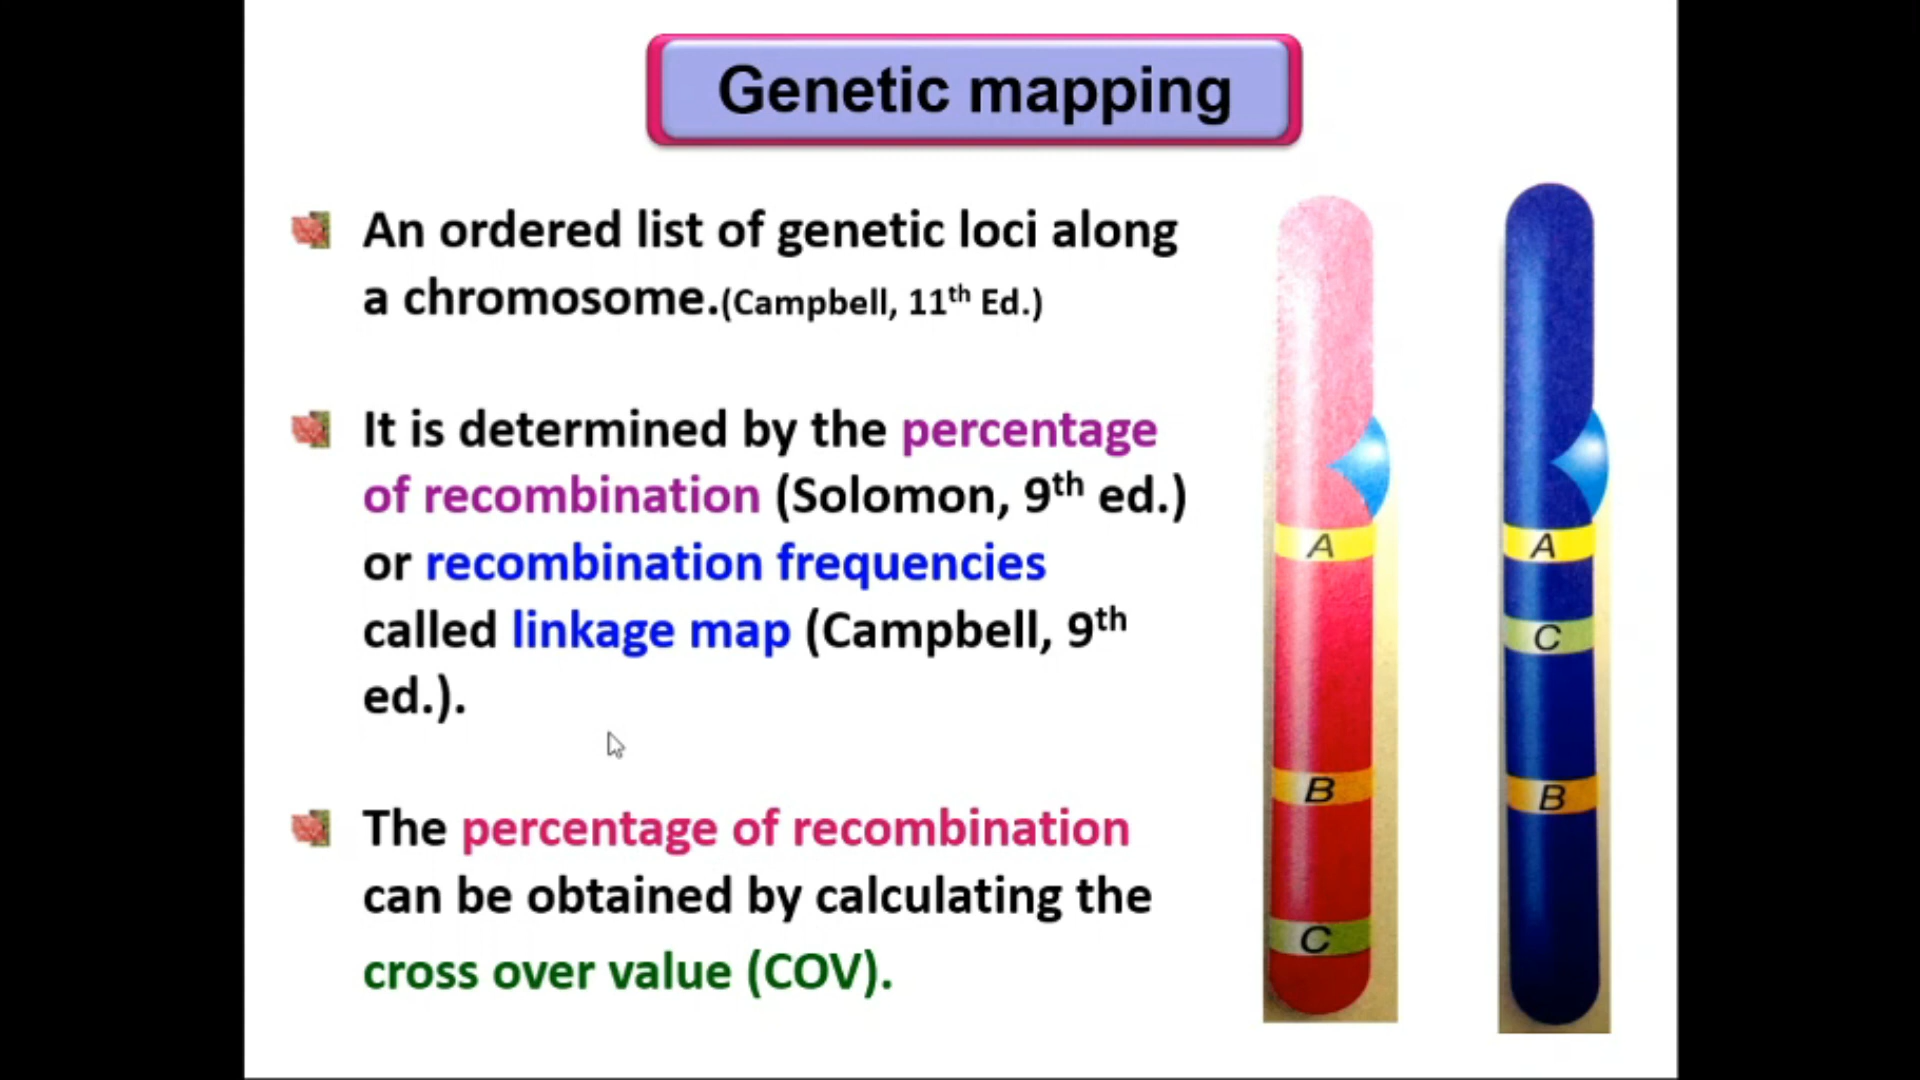 Genetic mapping
An ordered list of genetic loci along
a chromosome.(Campbell, 11th Ed.)
It is determined by the percentage
of recombination (Solomon, 9th ed.)
or recombination frequencies
called linkage map (Campbell, 9th
ed.).
The percentage of recombination
can be obtained by calculating the
cross over value (COV).
A
B
C
A
C
B